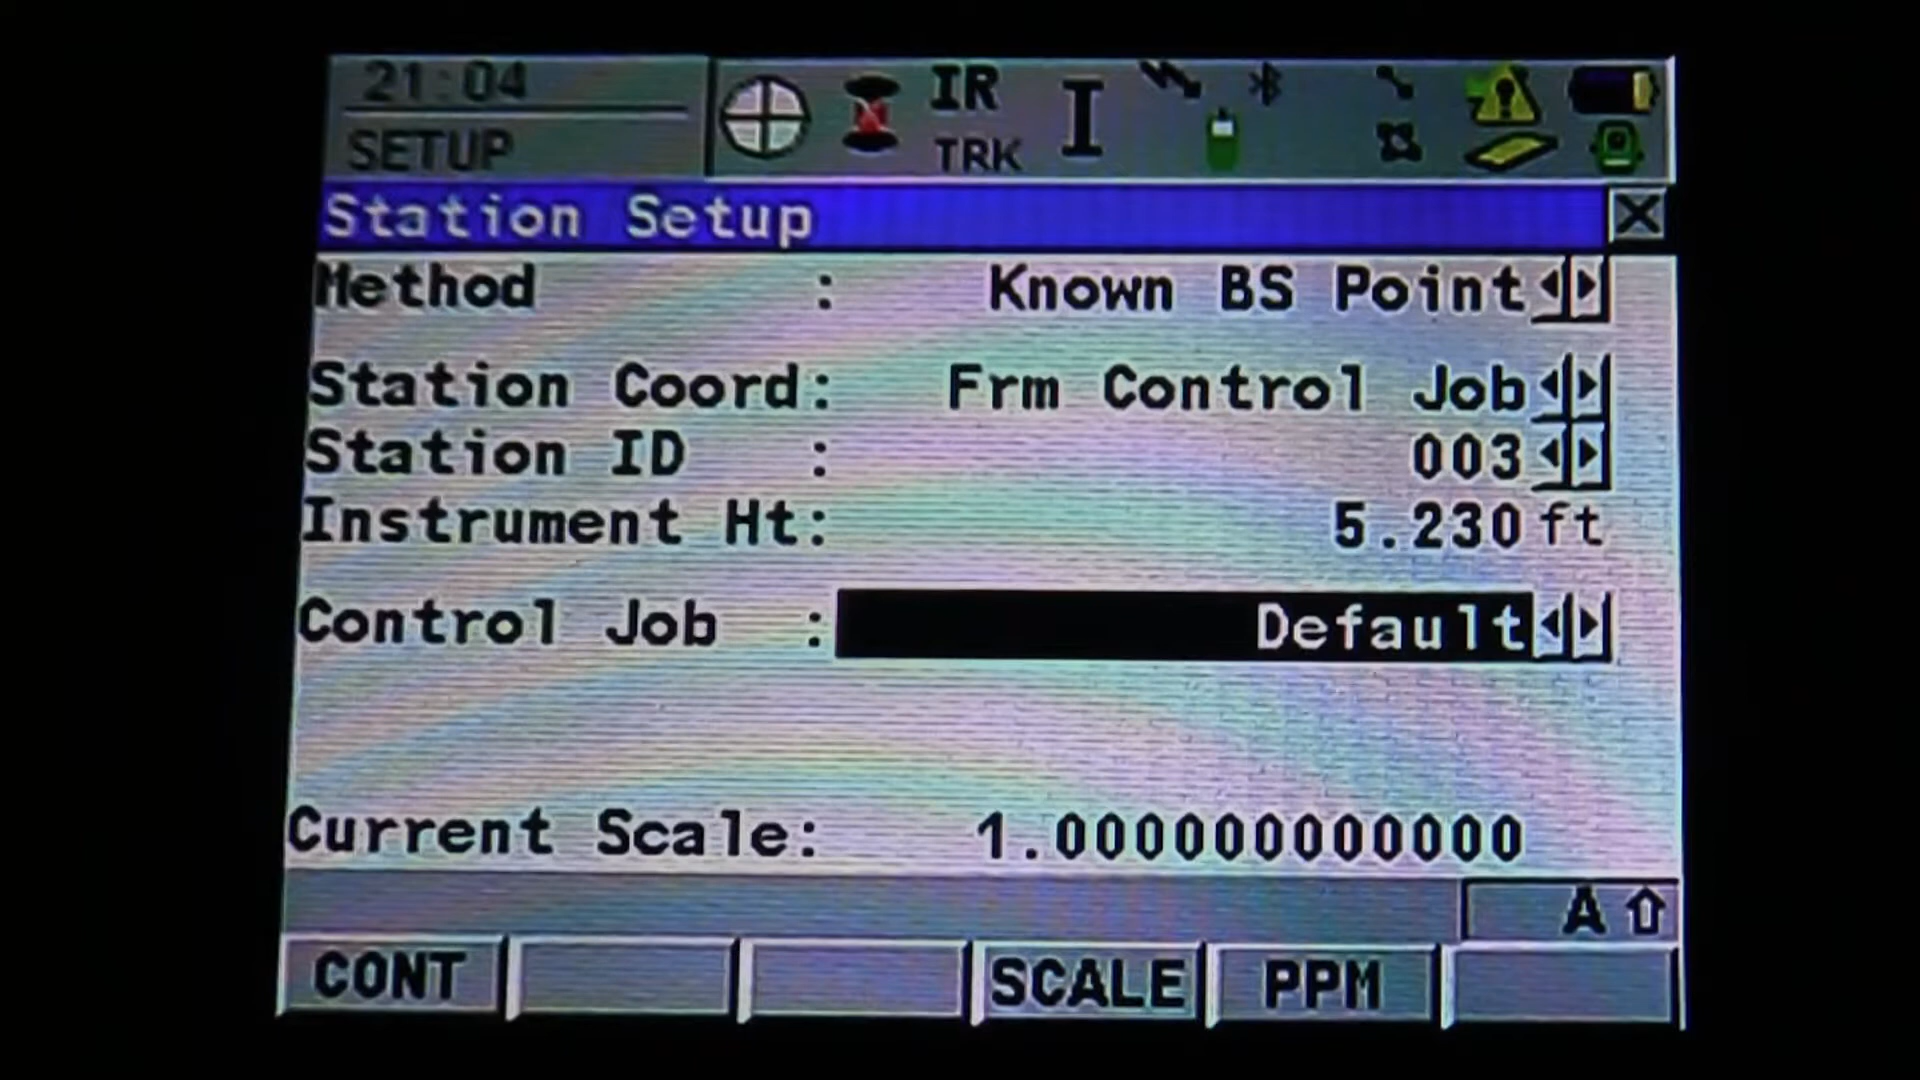 21:04
SETUP
IR
TRK
I
Station Setup
Method : Known BS Point
Station Coord: Frm Control Job
Station ID : 003
Instrument Ht: 5.230 ft
Control Job : Default
Current Scale: 1.000000000000
A
CONT SCALE PPM